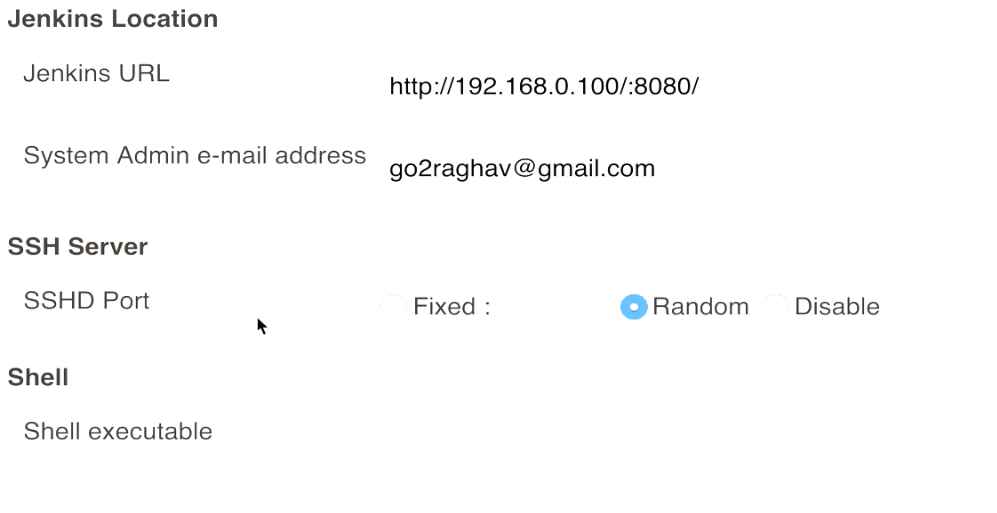 Jenkins Location
Jenkins URL
http://192.168.0.100/:8080/
System Admin e-mail address
go2raghav@gmail.com
SSH Server
SSHD Port
Fixed : Random Disable
Shell
Shell executable